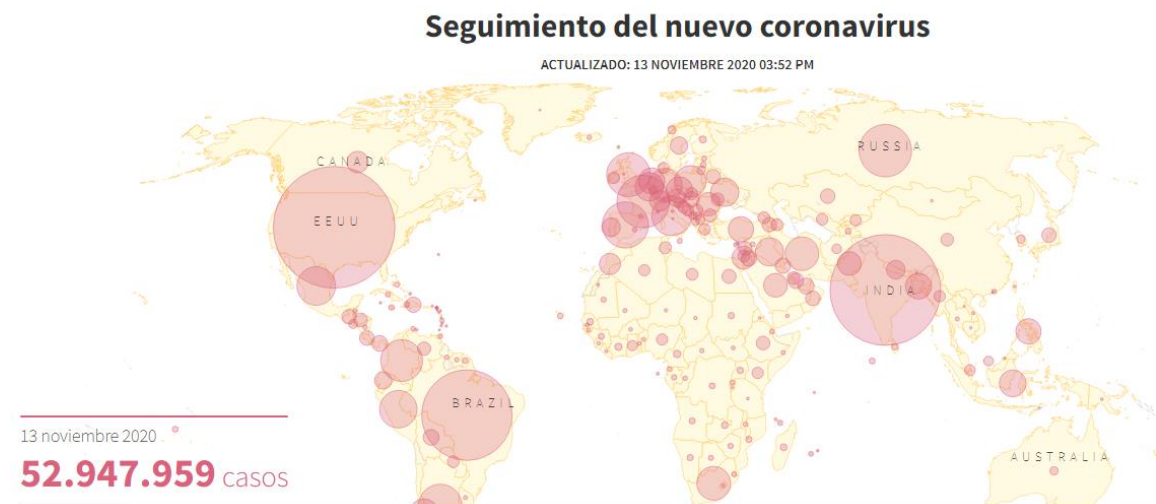 Seguimiento del nuevo coronavirus
ACTUALIZADO: 13 NOVIEMBRE 2020 03:52 PM
CANADA
RUSSIA
EEUU
INDIA
BRAZIL
AUSTRALIA
13 noviembre 2020
52.947.959 casos